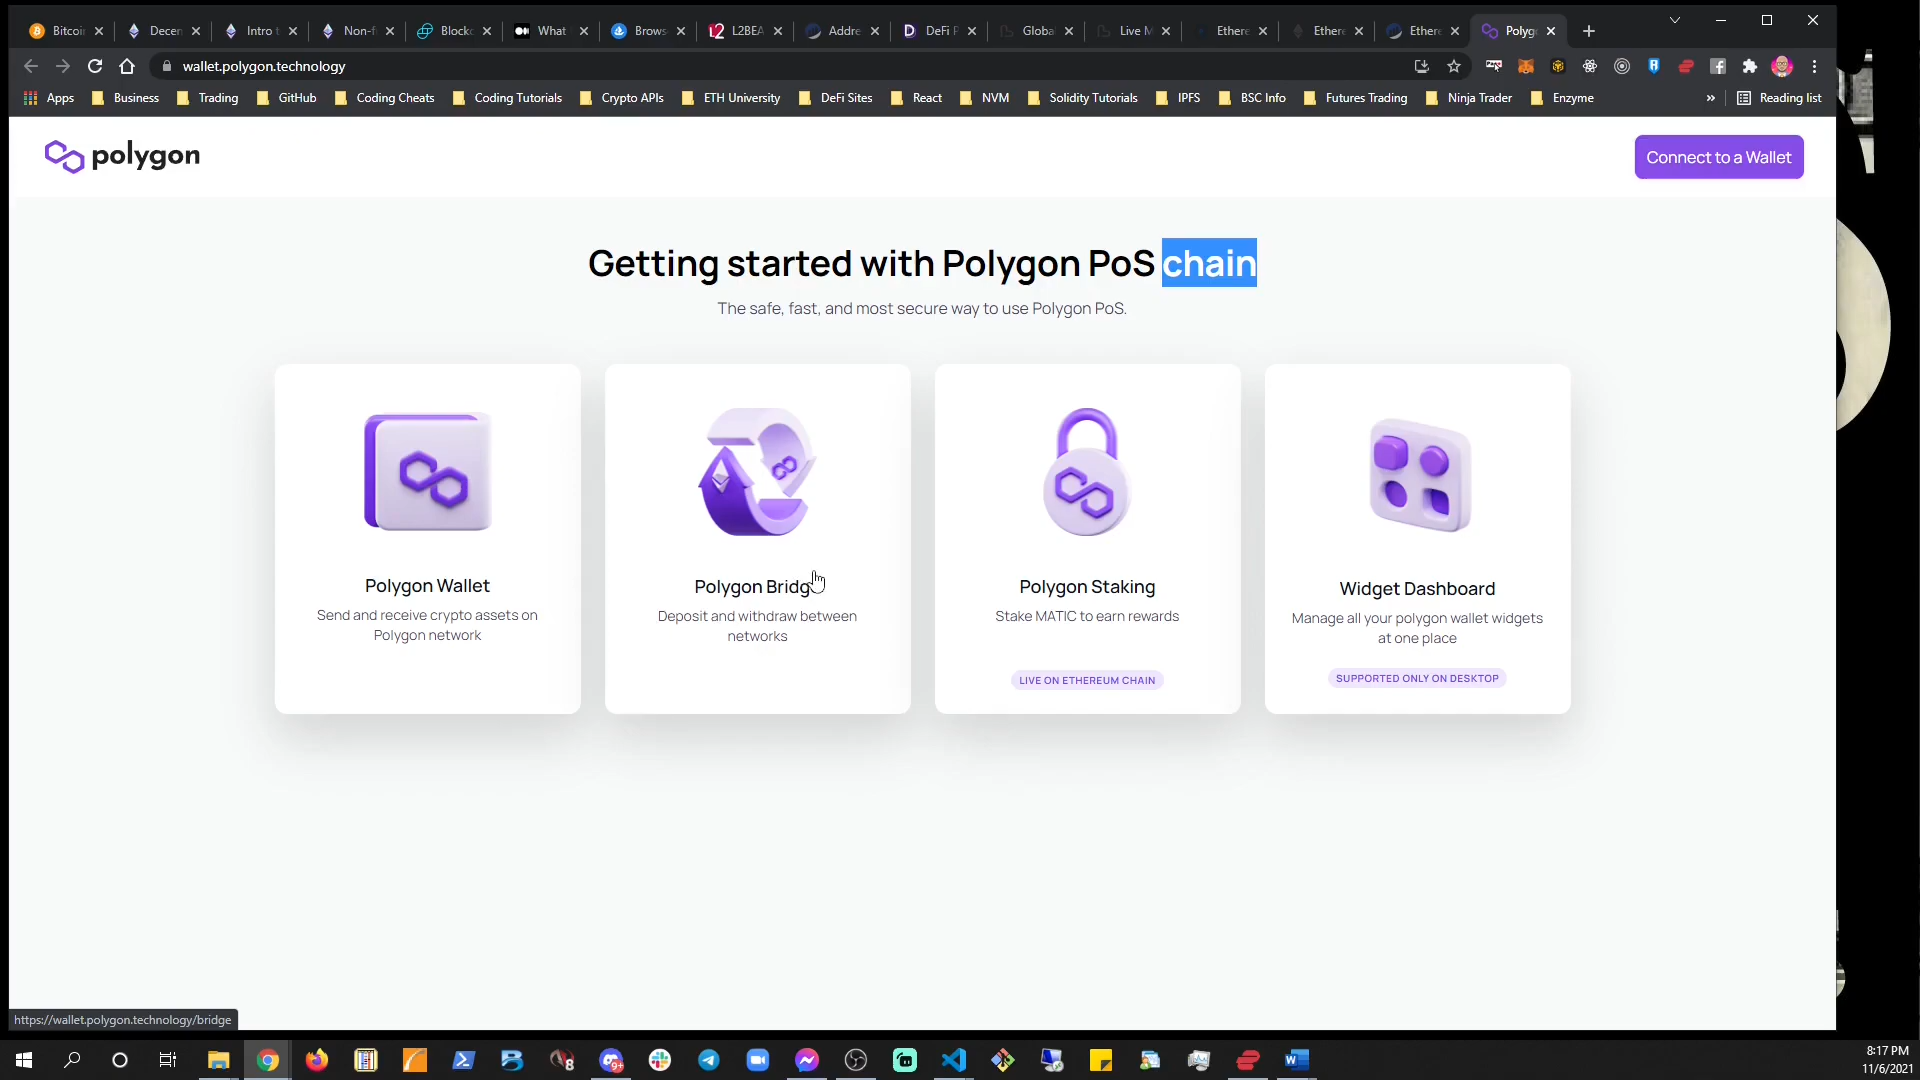 Bitcoi
Decen
Intro t
Non-f
Blockc
What
Brows
L2BEA
Addre
DeFi P
Globa
Live M
Ethere
Ethere
Ethere
Polygo
wallet.polygon.technology
Apps
Business
Trading
GitHub
Coding Cheats
Coding Tutorials
Crypto APIs
ETH University
DeFi Sites
React
NVM
Solidity Tutorials
IPFS
BSC Info
Futures Trading
Ninja Trader
Enzyme
»
Reading list
polygon
Connect to a Wallet
Getting started with Polygon PoS chain
The safe, fast, and most secure way to use Polygon PoS.
Polygon Wallet
Send and receive crypto assets on
Polygon network
Polygon Bridg
Deposit and withdraw between
networks
Polygon Staking
Stake MATIC to earn rewards
LIVE ON ETHEREUM CHAIN
Widget Dashboard
Manage all your polygon wallet widgets
at one place
SUPPORTED ONLY ON DESKTOP
https://wallet.polygon.technology/bridge
9+
8:17 PM
11/6/2021